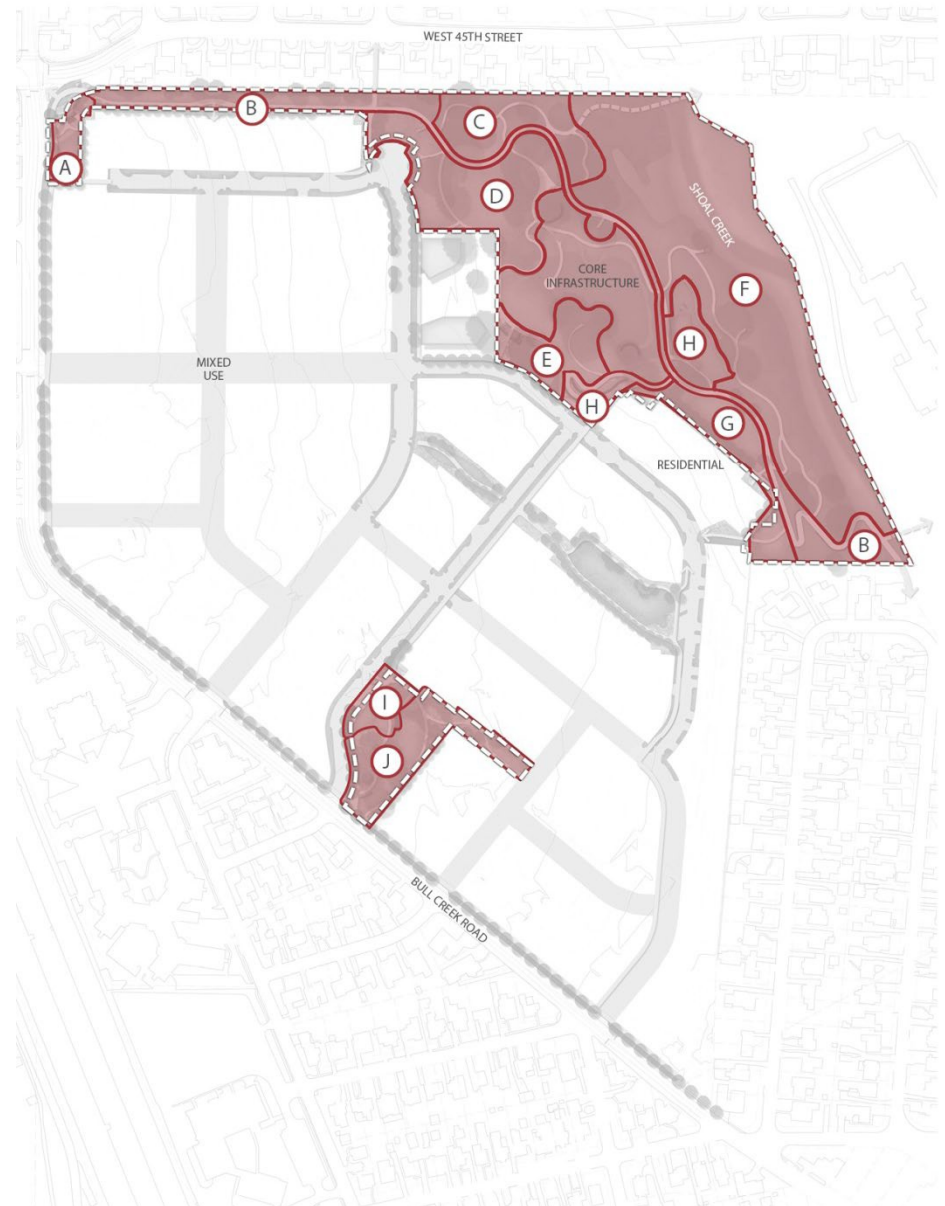 WEST 45TH STREET
B
C
A
D
SHOAL CREEK
CORE
INFRASTRUCTURE
F
H
MIXED
USE
E
H
G
RESIDENTIAL
B
I
J
BULL CREEK ROAD